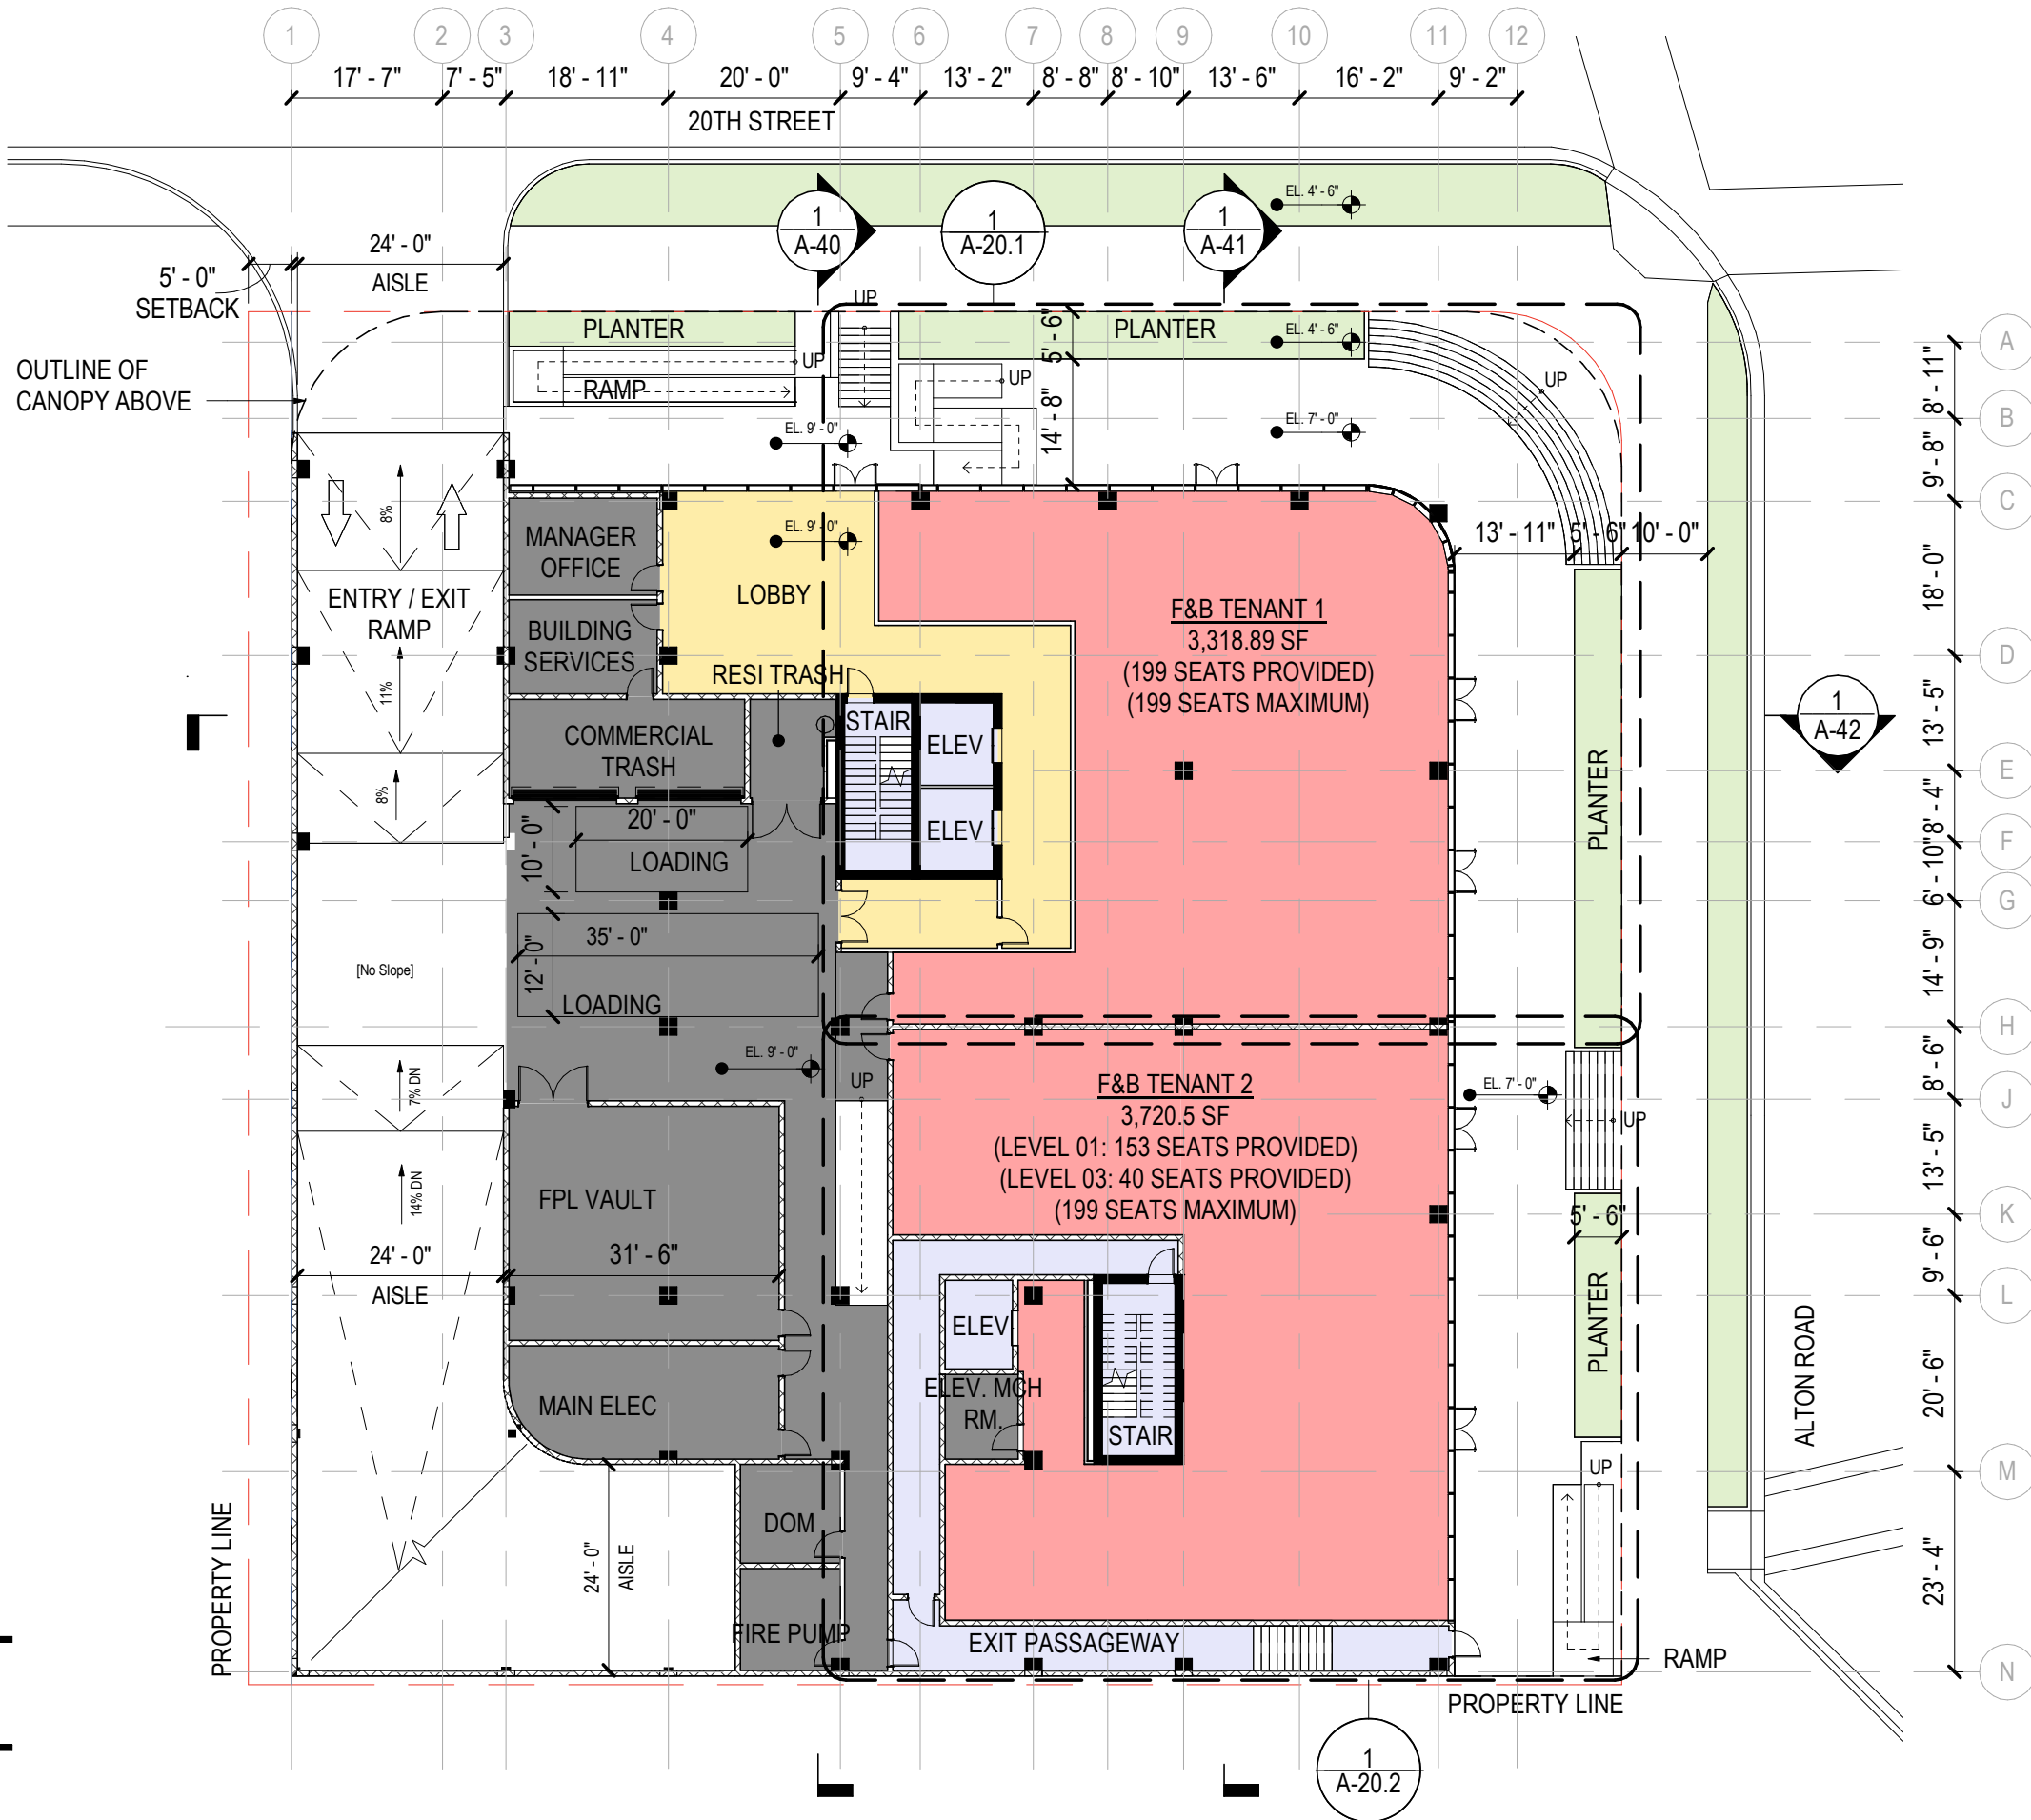 1
2
3
4
5
6
7
8
9
10
11
12
17' - 7"
7' - 5"
18' - 11"
20' - 0"
9' - 4"
13' - 2"
8' - 8"
8' - 10"
13' - 6"
16' - 2"
9' - 2"
20TH STREET
EL. 4' - 6"
1
A-40
1
A-20.1
1
A-41
24' - 0"
AISLE
5' - 0"
SETBACK
UP
PLANTER
UP
RAMP
5' - 6"
PLANTER
EL. 4' - 6"
UP
UP
14' - 8"
OUTLINE OF
CANOPY ABOVE
EL. 9' - 0"
EL. 7' - 0"
A
8' - 11"
B
9' - 8"
C
18' - 0"
D
13' - 5"
E
8' - 4"
F
6' - 10"
G
14' - 9"
H
8' - 6"
J
13' - 5"
K
9' - 6"
L
20' - 6"
M
23' - 4"
N
8%
MANAGER
OFFICE
EL. 9' - 0"
LOBBY
13' - 11"
5' - 6"
10' - 0"
ENTRY / EXIT
RAMP
BUILDING
SERVICES
F&B TENANT 1
3,318.89 SF
(199 SEATS PROVIDED)
(199 SEATS MAXIMUM)
11%
RESI TRASH
STAIR
ELEV
1
A-42
COMMERCIAL
TRASH
8%
20' - 0"
10' - 0"
LOADING
ELEV
PLANTER
35' - 0"
12' - 0"
[No Slope]
LOADING
EL. 9' - 0"
UP
7% DN
F&B TENANT 2
3,720.5 SF
(LEVEL 01: 153 SEATS PROVIDED)
(LEVEL 03: 40 SEATS PROVIDED)
(199 SEATS MAXIMUM)
EL. 7' - 0"
UP
14% DN
FPL VAULT
5' - 6"
24' - 0"
AISLE
31' - 6"
ELEV
PLANTER
ALTON ROAD
MAIN ELEC
ELEV. MCH
RM.
STAIR
UP
PROPERTY LINE
DOM
24' - 0"
AISLE
FIRE PUMP
EXIT PASSAGEWAY
RAMP
PROPERTY LINE
1
A-20.2